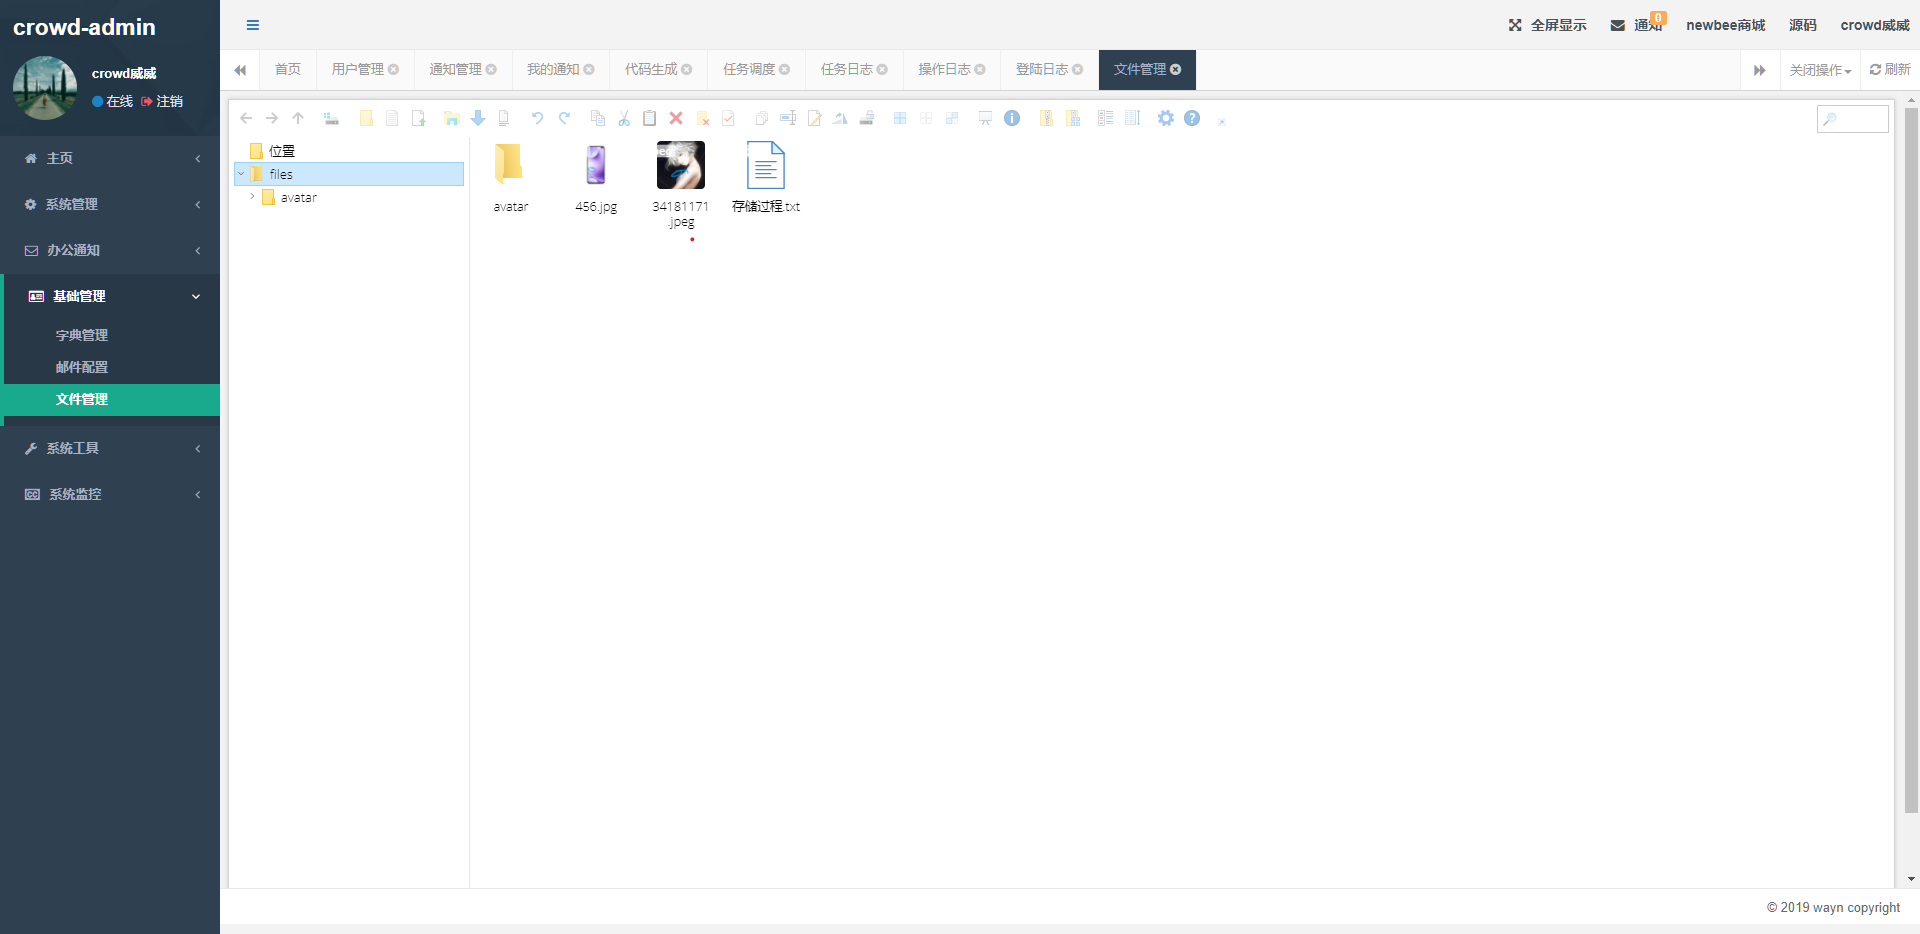 crowd-admin
crowd威威
在线 注销
主页
系统管理
办公通知
基础管理
字典管理
邮件配置
文件管理
系统工具
系统监控
全屏显示 通知 0 newbee商城 源码 crowd威威
首页 用户管理 通知管理 我的通知 代码生成 任务调度 任务日志 操作日志 登陆日志 文件管理 关闭操作 刷新
位置
files
avatar
avatar
456.jpg
34181171
.jpeg
存储过程.txt
© 2019 wayn copyright